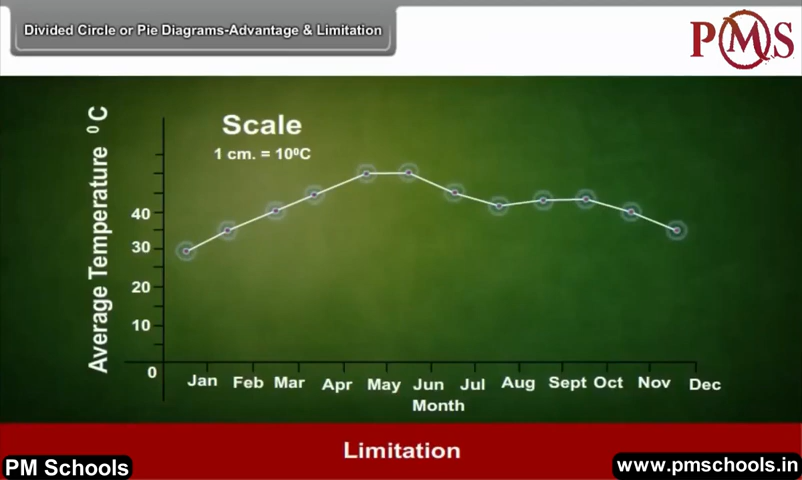 Divided Circle or Pie Diagrams-Advantage & Limitation
PMS
Scale
1 cm. = 10⁰C
Average Temperature ⁰C
40
30
20
10
0
Jan Feb Mar Apr May Jun Jul Aug Sept Oct Nov Dec
Month
Limitation
PM Schools
www.pmschools.in